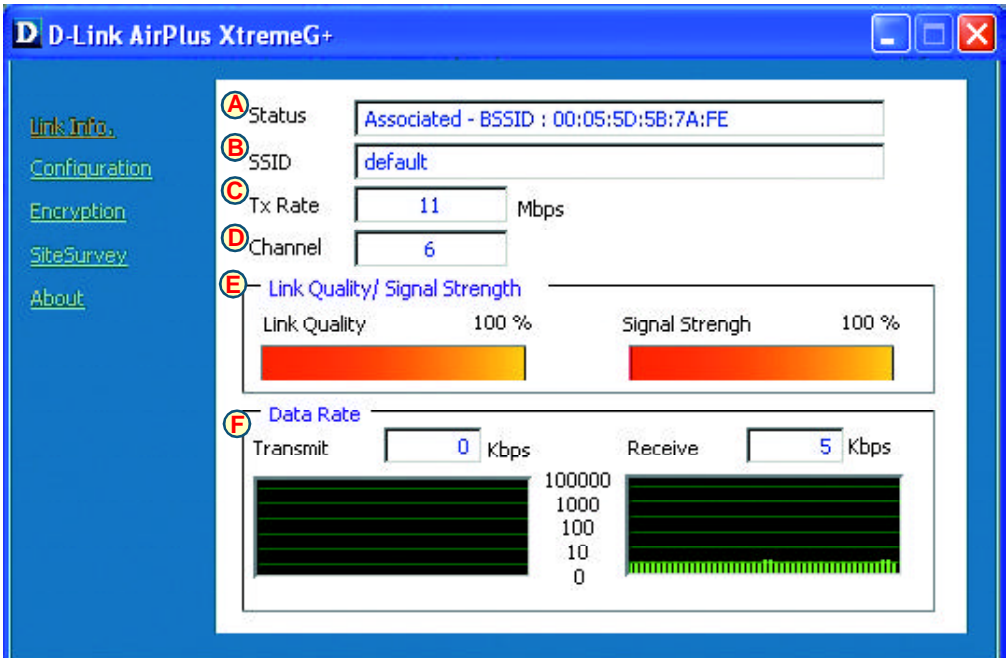 D D-Link AirPlus XtremeG+
Link Info.
Configuration
Encryption
SiteSurvey
About
A Status Associated - BSSID : 00:05:5D:5B:7A:FE
B SSID default
C Tx Rate 11 Mbps
D Channel 6
E Link Quality/ Signal Strength
Link Quality 100 % Signal Strengh 100 %
F Data Rate
Transmit 0 Kbps Receive 5 Kbps
100000
1000
100
10
0